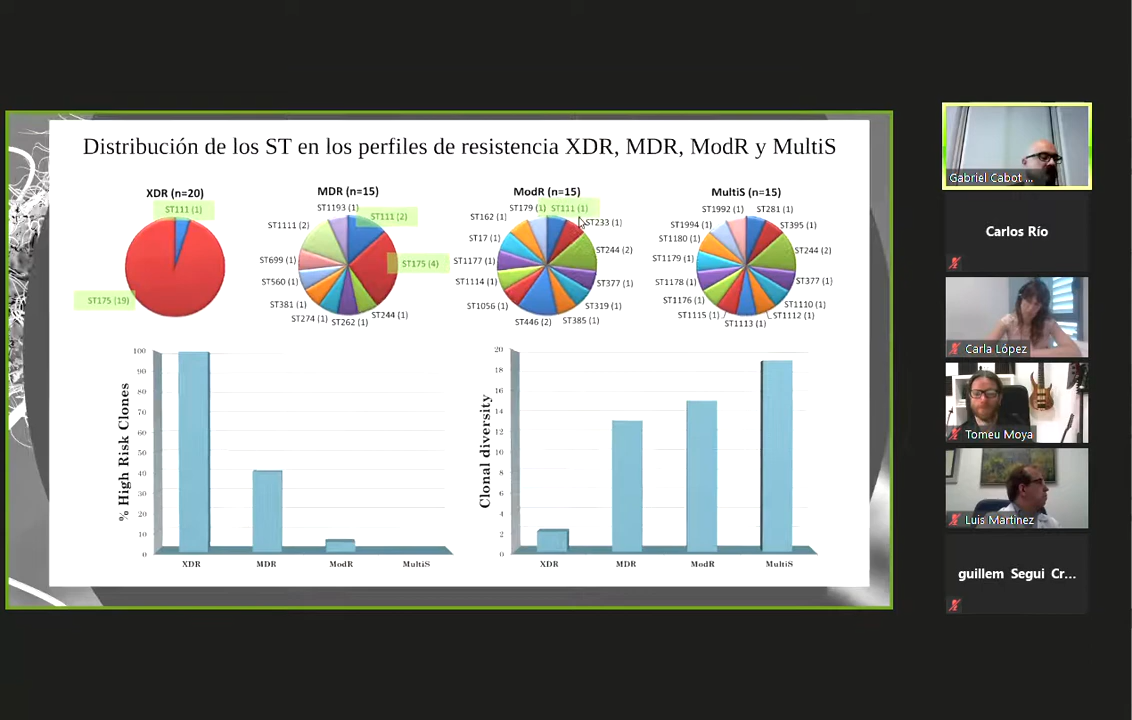 Distribución de los ST en los perfiles de resistencia XDR, MDR, ModR y MultiS
XDR (n=20)
ST111 (1)
ST175 (19)
MDR (n=15)
ST1193 (1)
ST111 (2)
ST1111 (2)
ST175 (4)
ST699 (1)
ST560 (1)
ST381 (1)
ST244 (1)
ST274 (1)
ST262 (1)
ModR (n=15)
ST179 (1)
ST111 (1)
ST162 (1)
ST233 (1)
ST17 (1)
ST244 (2)
ST1177 (1)
ST377 (1)
ST1114 (1)
ST319 (1)
ST1056 (1)
ST385 (1)
ST446 (2)
MultiS (n=15)
ST1992 (1)
ST281 (1)
ST1994 (1)
ST395 (1)
ST1180 (1)
ST244 (2)
ST1179 (1)
ST377 (1)
ST1178 (1)
ST1176 (1)
ST1110 (1)
ST1115 (1)
ST1112 (1)
ST1113 (1)
% High Risk Clones
100
90
80
70
60
50
40
30
20
10
0
XDR MDR ModR MultiS
Clonal diversity
20
18
16
14
12
10
8
6
4
2
0
XDR MDR ModR MultiS
Gabriel Cabot ...
Carlos Río
Carla López
Tomeu Moya
Luis Martinez
guillem Segui Cr...